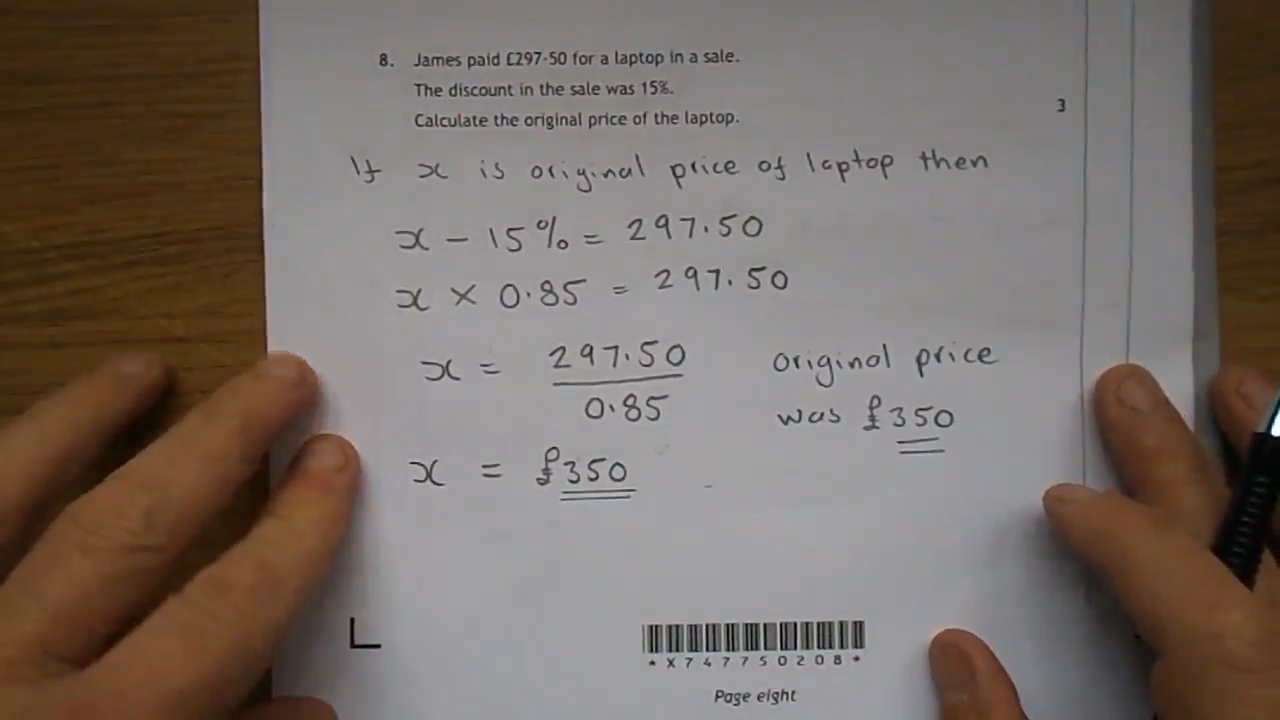 8. James paid £297·50 for a laptop in a sale.
The discount in the sale was 15%.
Calculate the original price of the laptop.
3
If x is original price of laptop then
x - 15% = 297.50
x × 0.85 = 297.50
x = 297.50
0.85
original price
was £350
x = £350
*X747750208*
Page eight